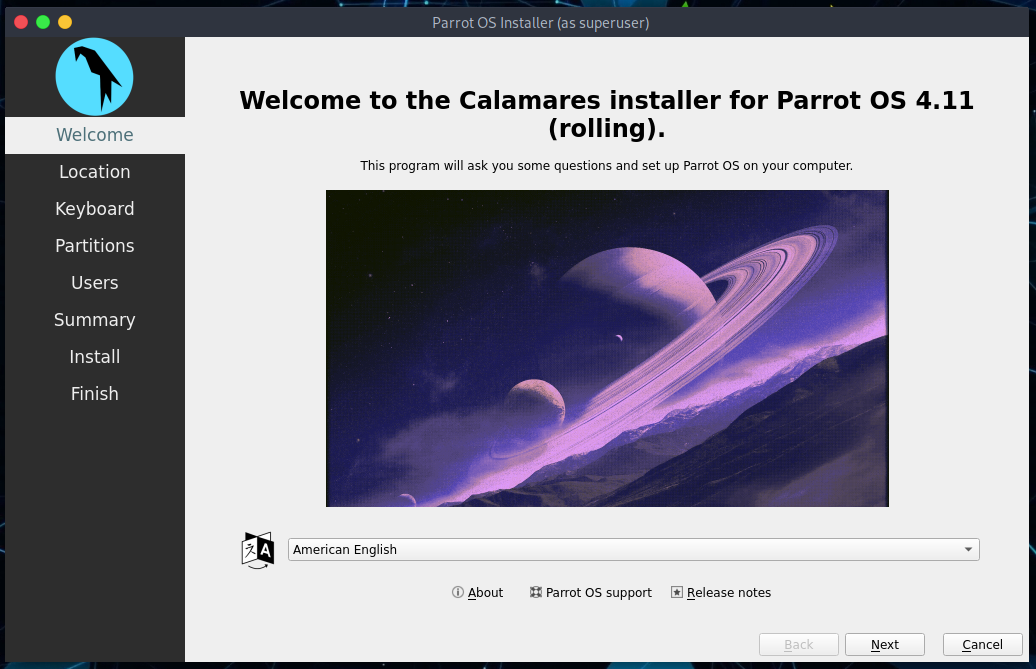 Parrot OS Installer (as superuser)
Welcome
Location
Keyboard
Partitions
Users
Summary
Install
Finish
Welcome to the Calamares installer for Parrot OS 4.11
(rolling).
This program will ask you some questions and set up Parrot OS on your computer.
American English
About
Parrot OS support
Release notes
Back
Next
Cancel